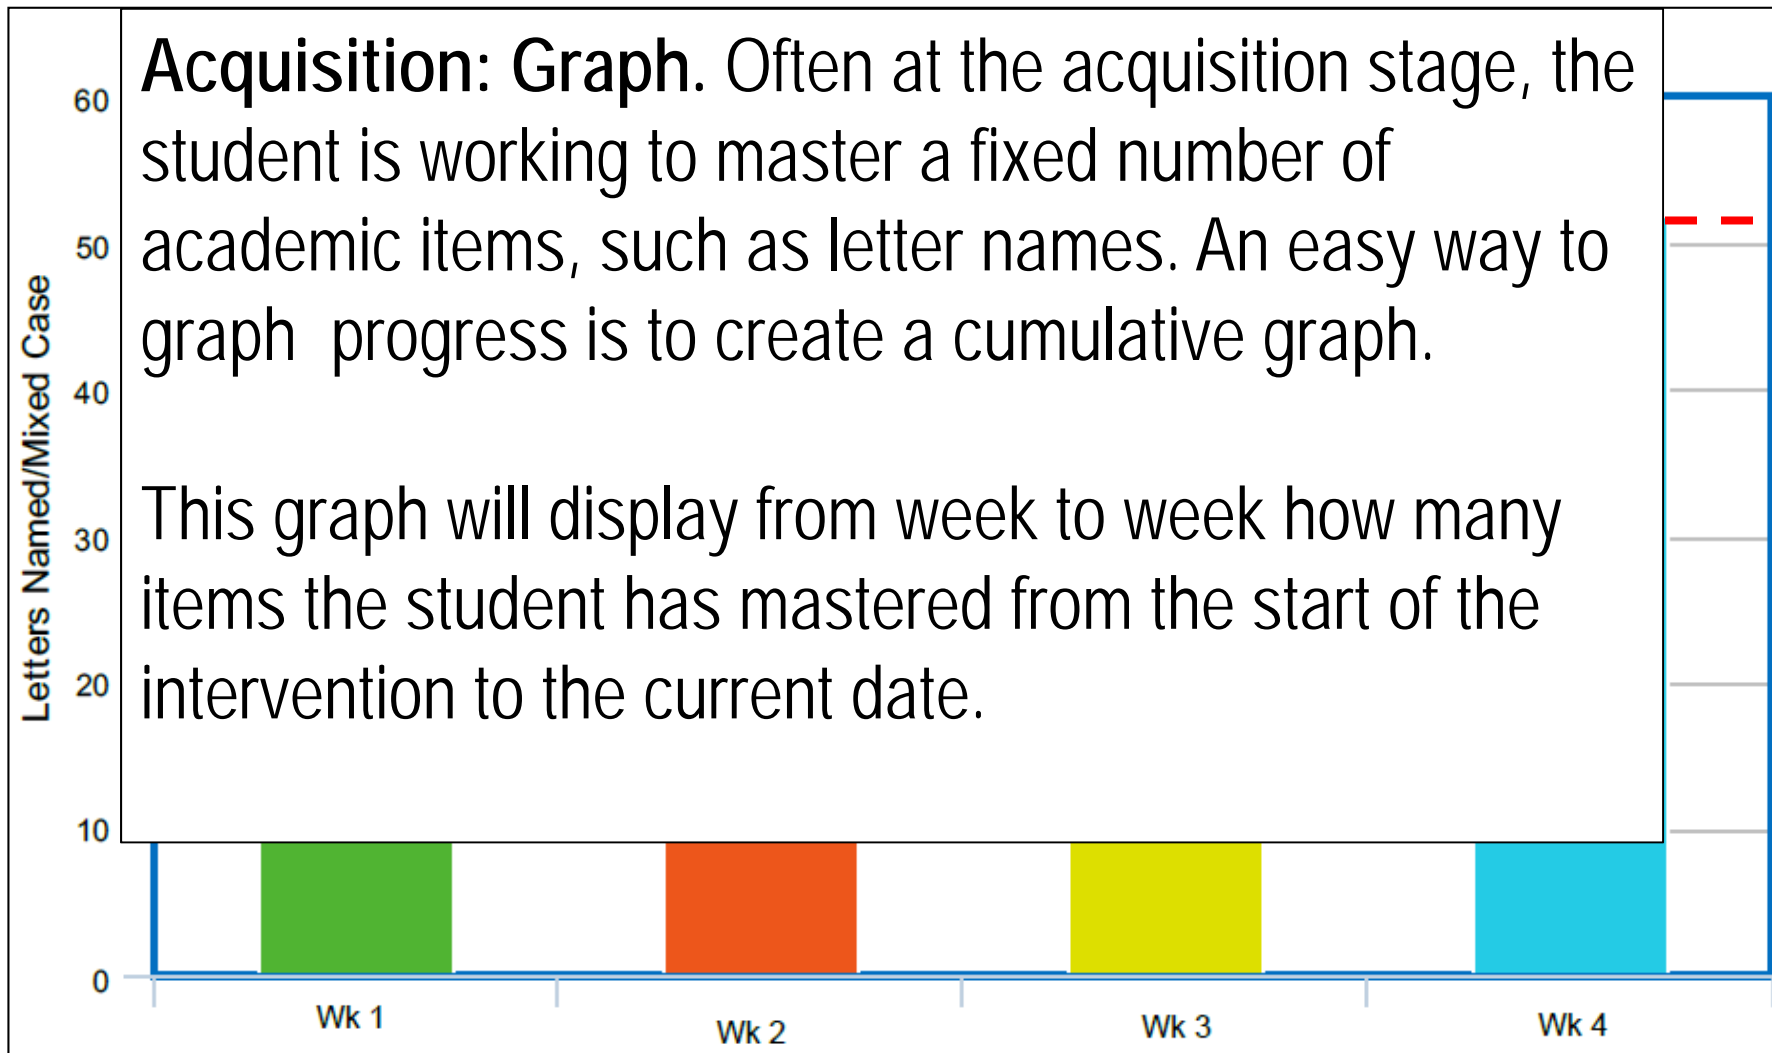 Acquisition: Graph. Often at the acquisition stage, the
student is working to master a fixed number of
academic items, such as letter names. An easy way to
graph  progress is to create a cumulative graph.
This graph will display from week to week how many
items the student has mastered from the start of the
intervention to the current date.
Letters Named/Mixed Case
60
50
40
30
20
10
0
Wk 1
Wk 2
Wk 3
Wk 4